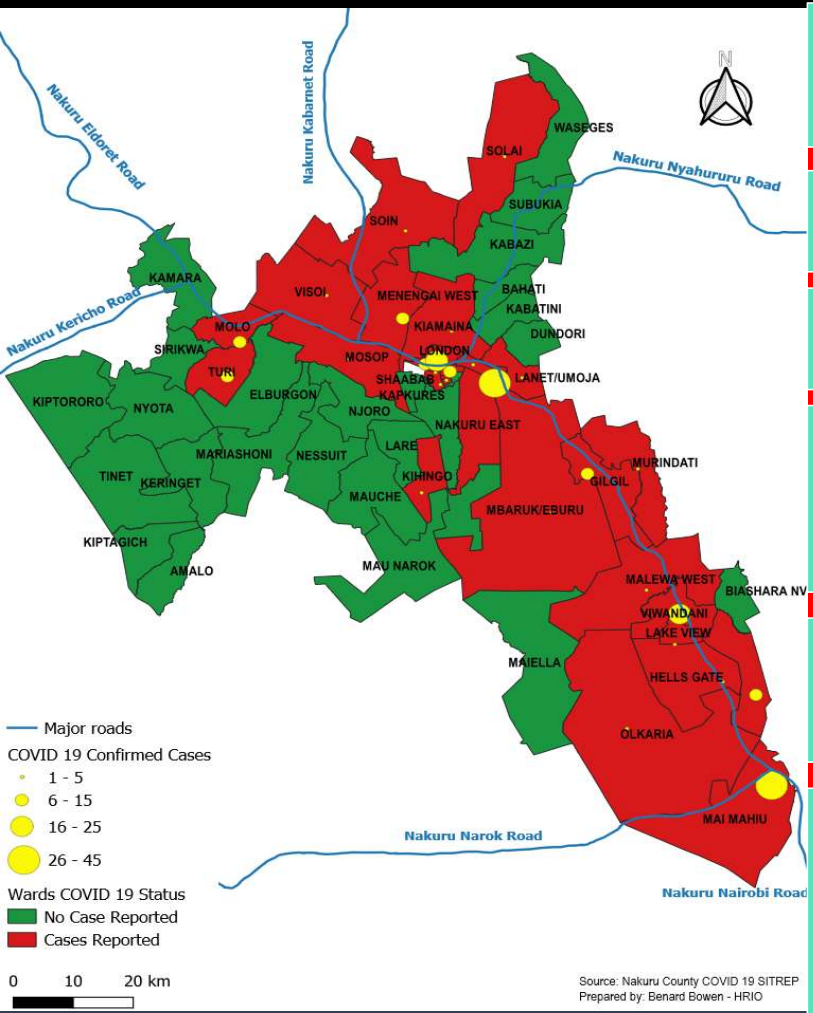 N
Nakuru Eldoret Road
Nakuru Kabarnet Road
Nakuru Nyahururu Road
Nakuru Kericho Road
WASEGES
SOLAI
SUBUKIA
SOIN
KABAZI
KAMARA
VISOI
MENENGAI WEST
BAHATI
KABATINI
MOLO
KIAMAINA
DUNDORI
SIRIKWA
MOSOP
LONDON
TURI
SHAABAB
LANET/UMOJA
KIPTORORO
NYOTA
ELBURGON
KAPKURES
NJORO
NAKURU EAST
LARE
MARIASHONI
NESSUIT
MURINDATI
TINET
KERINGET
KIHINGO
GILGIL
MAUCHE
MBARUK/EBURU
KIPTAGICH
AMALO
MAU NAROK
MALEWA WEST
BIASHARA NV
VIWANDANI
LAKE VIEW
MAIELLA
HELLS GATE
OLKARIA
MAI MAHIU
Nakuru Narok Road
Nakuru Nairobi Road
Major roads
COVID 19 Confirmed Cases
1 - 5
6 - 15
16 - 25
26 - 45
Wards COVID 19 Status
No Case Reported
Cases Reported
0 10 20 km
Source: Nakuru County COVID 19 SITREP
Prepared by: Benard Bowen - HRIO